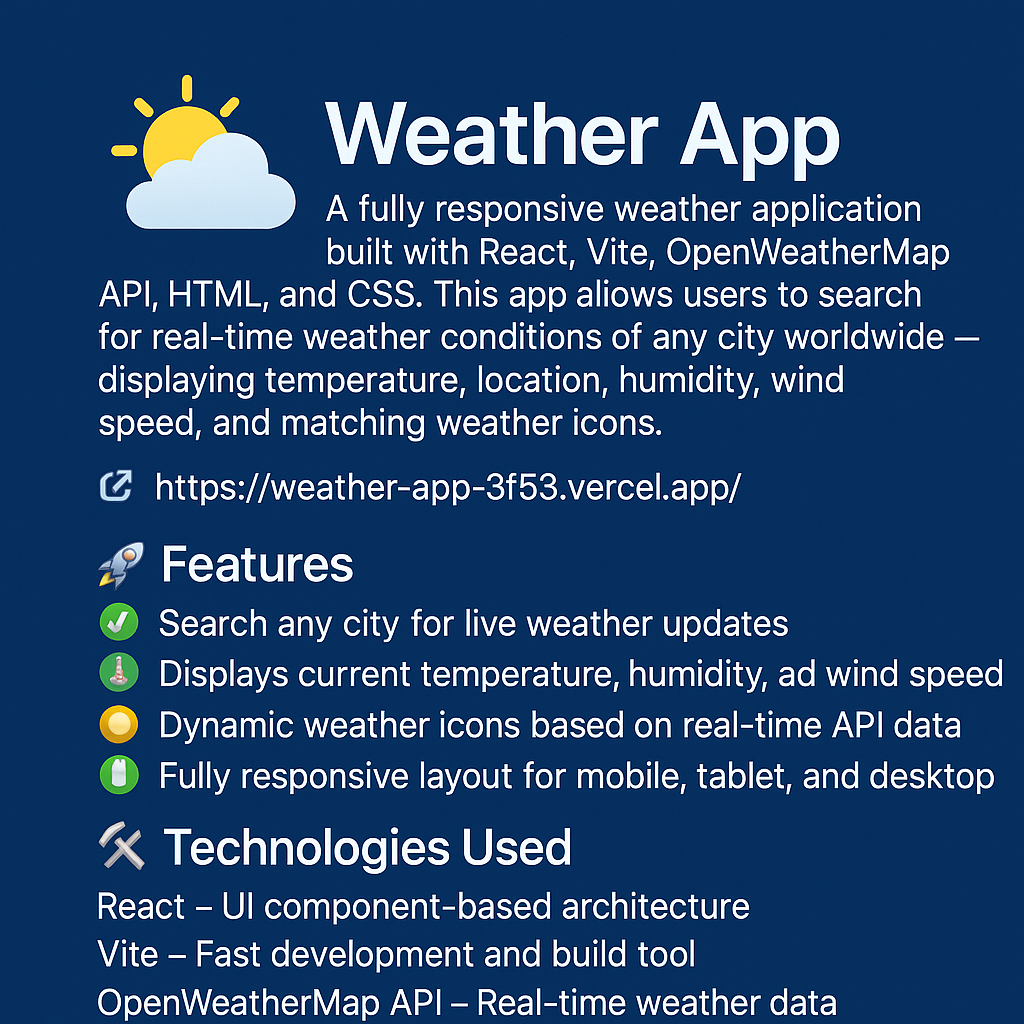 Weather App
A fully responsive weather application
built with React, Vite, OpenWeatherMap
API, HTML, and CSS. This app aliows users to search
for real-time weather conditions of any city worldwide —
displaying temperature, location, humidity, wind
speed, and matching weather icons.
https://weather-app-3f53.vercel.app/
Features
Search any city for live weather updates
Displays current temperature, humidity, ad wind speed
Dynamic weather icons based on real-time API data
Fully responsive layout for mobile, tablet, and desktop
Technologies Used
React – UI component-based architecture
Vite – Fast development and build tool
OpenWeatherMap API – Real-time weather data